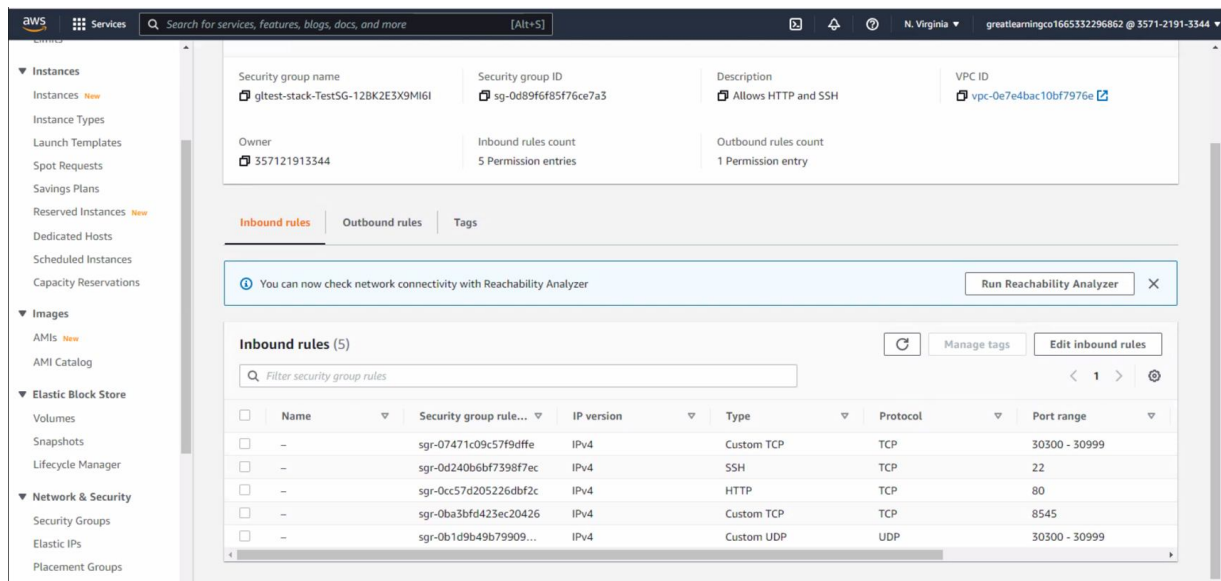 aws Services Search for services, features, blogs, docs, and more [Alt+S] N. Virginia ▼ greatlearningco1665332296862 @ 3571-2191-3344 ▼
Limits
Instances
Instances New
Instance Types
Launch Templates
Spot Requests
Savings Plans
Reserved Instances New
Dedicated Hosts
Scheduled Instances
Capacity Reservations
Images
AMIs New
AMI Catalog
Elastic Block Store
Volumes
Snapshots
Lifecycle Manager
Network & Security
Security Groups
Elastic IPs
Placement Groups
Security group name
gltest-stack-TestSG-12BK2E3X9MI6I
Security group ID
sg-0d89f6f85f76ce7a3
Description
Allows HTTP and SSH
VPC ID
vpc-0e7e4bac10bf7976e
Owner
357121913344
Inbound rules count
5 Permission entries
Outbound rules count
1 Permission entry
Inbound rules Outbound rules Tags
You can now check network connectivity with Reachability Analyzer Run Reachability Analyzer
Inbound rules (5) Manage tags Edit inbound rules
Filter security group rules 1
Name Security group rule... IP version Type Protocol Port range
– sgr-07471c09c57f9dffe IPv4 Custom TCP TCP 30300 - 30999
– sgr-0d240b6bf7398f7ec IPv4 SSH TCP 22
– sgr-0cc57d205226dbf2c IPv4 HTTP TCP 80
– sgr-0ba3bfd423ec20426 IPv4 Custom TCP TCP 8545
– sgr-0b1d9b49b79909... IPv4 Custom UDP UDP 30300 - 30999